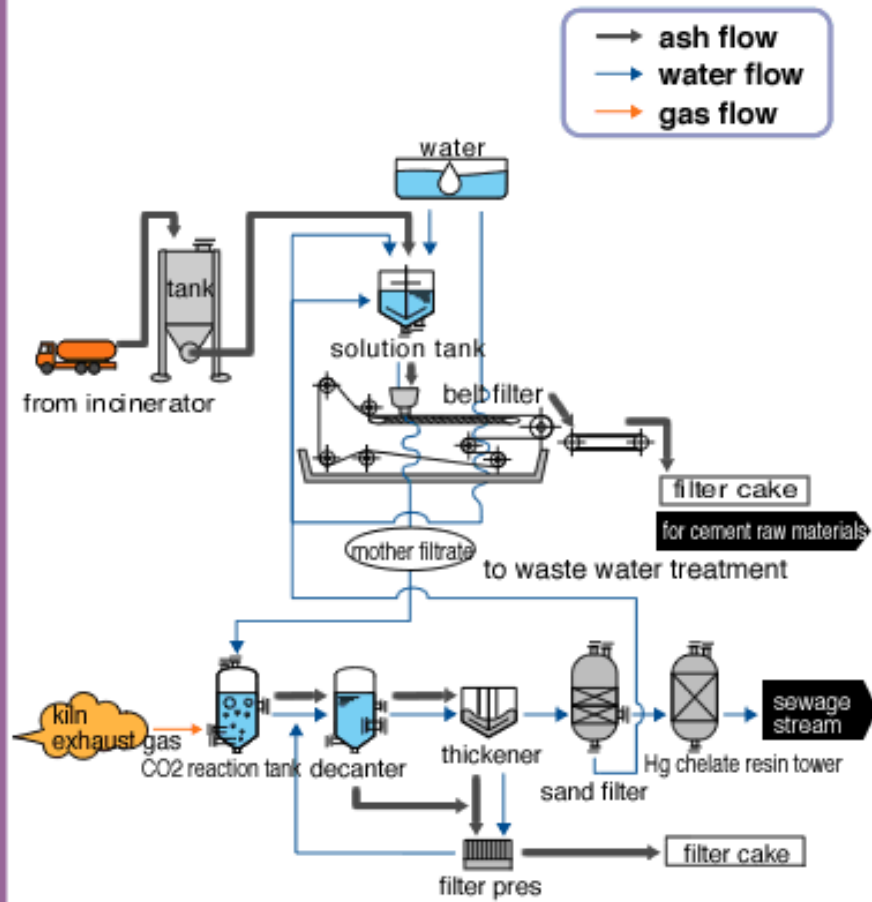 ash flow
water flow
gas flow
water
tank
solution tank
from incinerator
belt filter
filter cake
for cement raw materials
mother filtrate
to waste water treatment
kiln
exhaust gas
CO2 reaction tank
decanter
thickener
sand filter
Hg chelate resin tower
sewage
stream
filter pres
filter cake